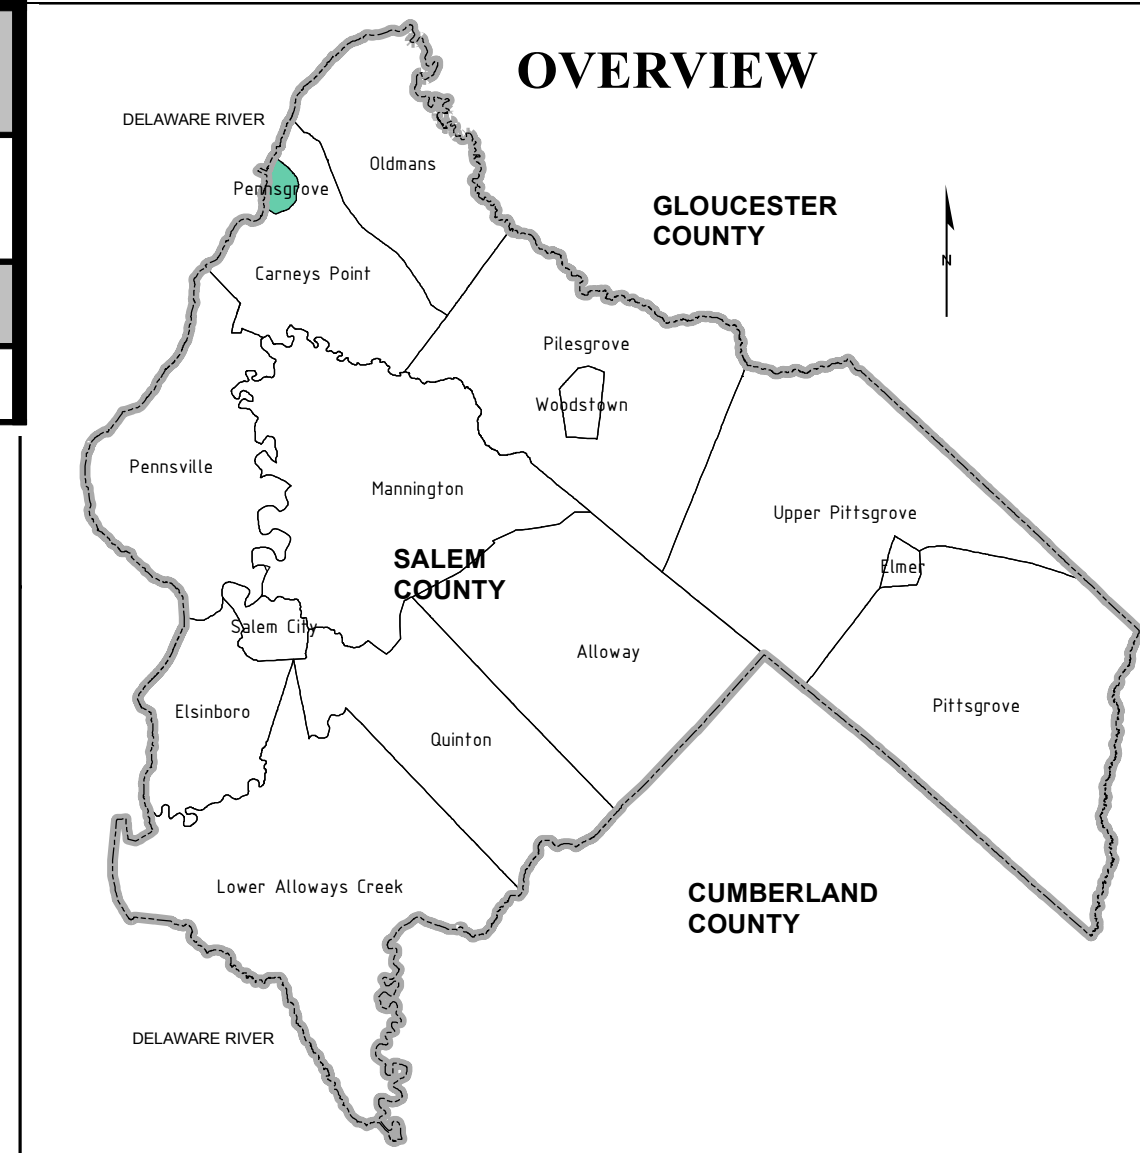 OVERVIEW
DELAWARE RIVER
Oldmans
Pennsgrove
GLOUCESTER
COUNTY
N
Carneys Point
Pilesgrove
Woodstown
Pennsville
Mannington
Upper Pittsgrove
SALEM
COUNTY
Elmer
Salem City
Alloway
Elsinboro
Quinton
Pittsgrove
Lower Alloways Creek
CUMBERLAND
COUNTY
DELAWARE RIVER